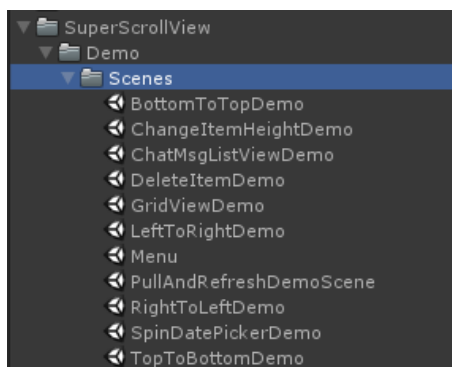 SuperScrollView
Demo
Scenes
BottomToTopDemo
ChangeItemHeightDemo
ChatMsgListViewDemo
DeleteItemDemo
GridViewDemo
LeftToRightDemo
Menu
PullAndRefreshDemoScene
RightToLeftDemo
SpinDatePickerDemo
TopToBottomDemo